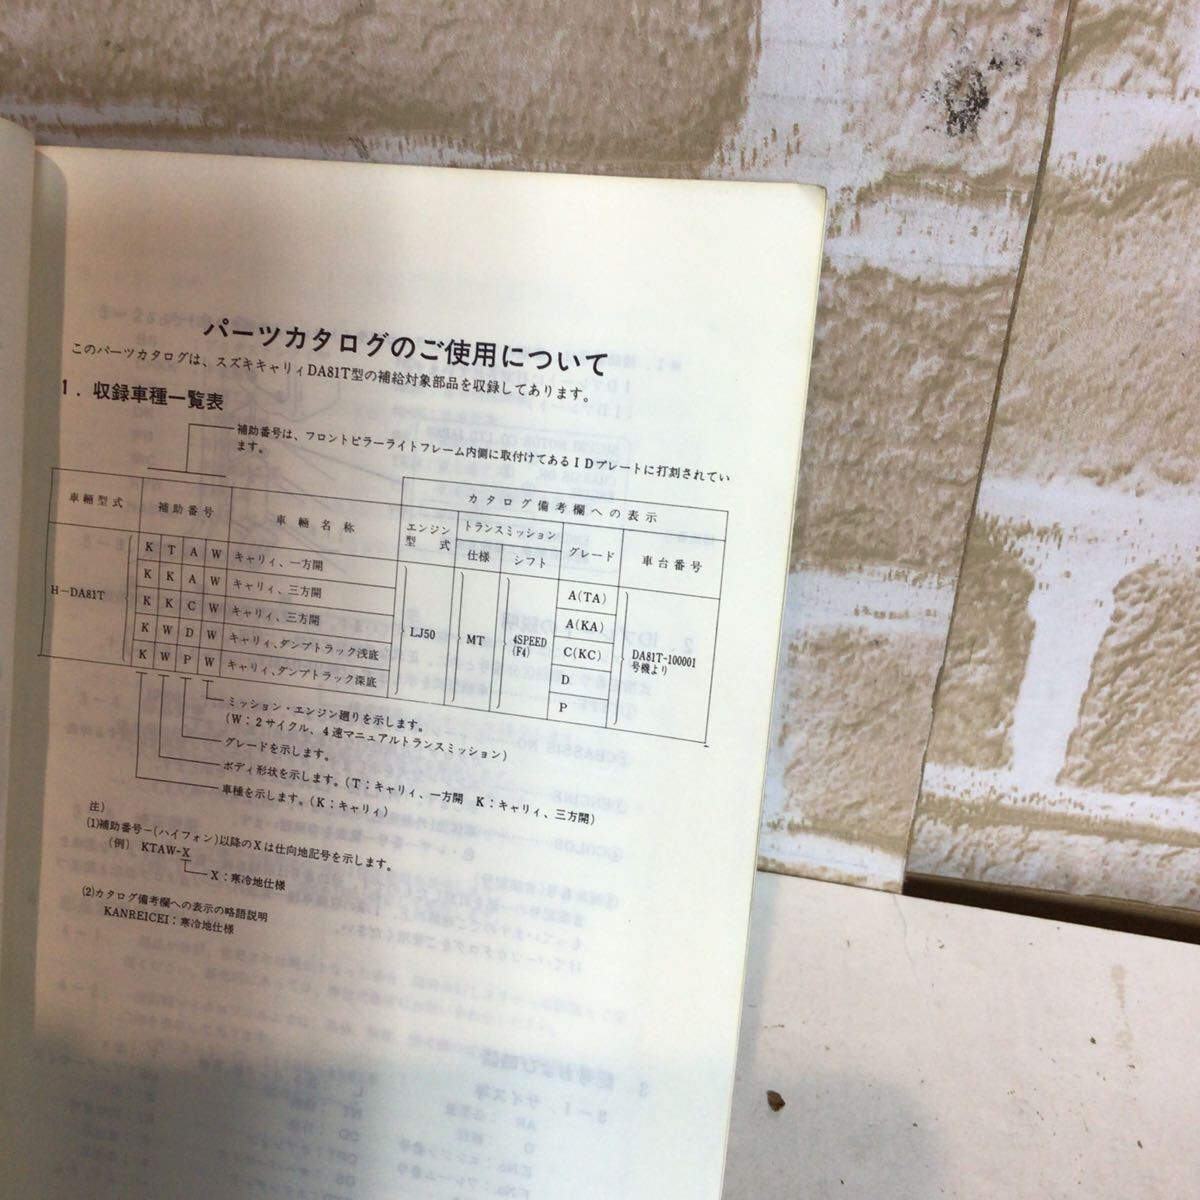 パーツカタログのご使用について
このパーツカタログは、スズキキャリィDA81T型の補給対象部品を収録してあります。
1．収録車種一覧表
補助番号は、フロントピラーライトフレーム内側に取付けてあるIDプレートに打刻されてい
ます。
車輛型式 補助番号 車輛名称 カタログ備考欄への表示
エンジン型式 トランスミッション グレード 車台番号
仕様 シフト
H-DA81T
K T A W キャリィ、一方開
K K A W キャリィ、三方開
K K C W キャリィ、三方開
K W D W キャリィ、ダンプトラック浅底
K W P W キャリィ、ダンプトラック深底
LJ50 MT 4SPEED (F4)
A(TA)
A(KA)
C(KC)
D
P
DA81T-100001
号機より
ミッション・エンジン廻りを示します。
(W：2サイクル、4速マニュアルトランスミッション)
グレードを示します。
ボディ形状を示します。(T：キャリィ、一方開 K：キャリィ、三方開)
車種を示します。(K：キャリィ)
注)
(1)補助番号－(ハイフォン)以降のXは仕向地記号を示します。
(例) KTAW-X
X：寒冷地仕様
(2)カタログ備考欄への表示の略語説明
KANREICEI：寒冷地仕様